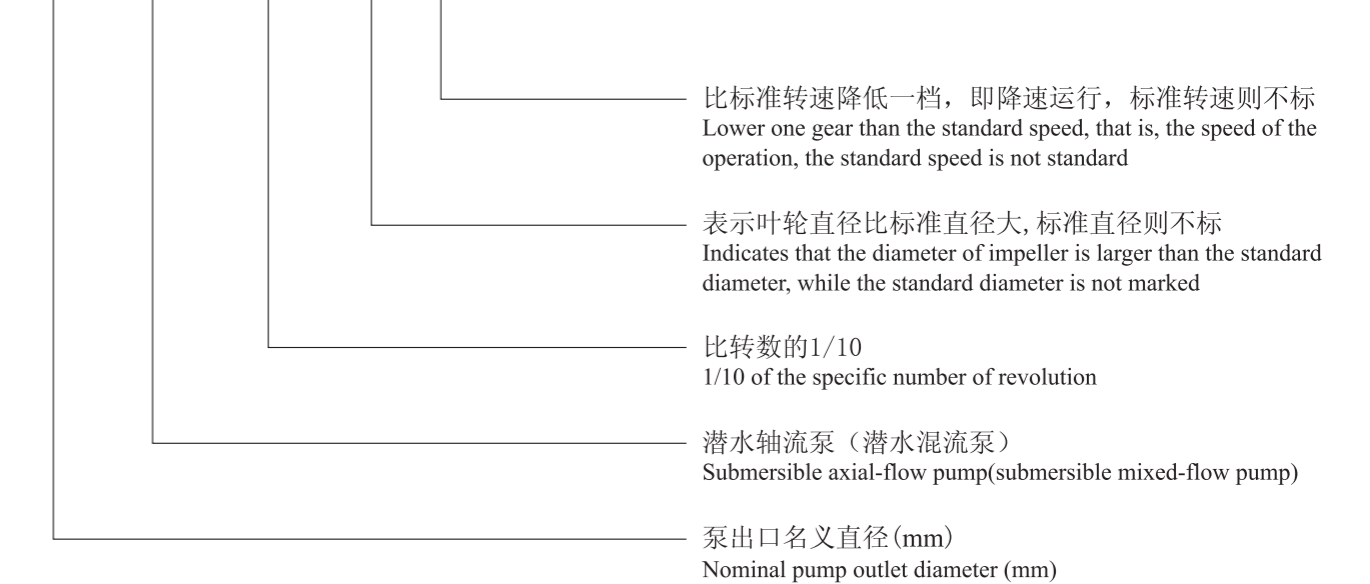 比标准转速降低一档，即降速运行，标准转速则不标
Lower one gear than the standard speed, that is, the speed of the
operation, the standard speed is not standard
表示叶轮直径比标准直径大,标准直径则不标
Indicates that the diameter of impeller is larger than the standard
diameter, while the standard diameter is not marked
比转数的1/10
1/10 of the specific number of revolution
潜水轴流泵（潜水混流泵）
Submersible axial-flow pump(submersible mixed-flow pump)
泵出口名义直径(mm)
Nominal pump outlet diameter (mm)